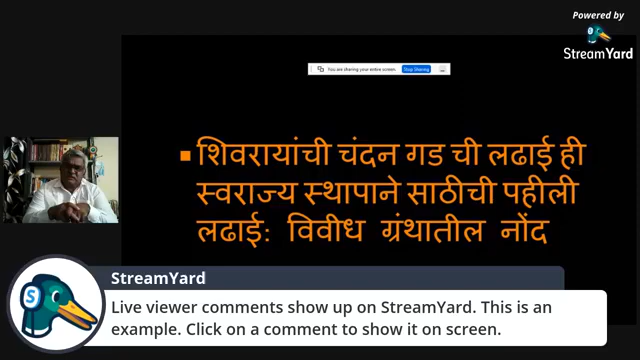 Powered by
StreamYard
You are sharing your entire screen. Stop Sharing
▪ शिवरायांची चंदन गड ची लढाई ही
स्वराज्य स्थापाने साठीची पहीली
लढाई: विवीध ग्रंथातील नोंद
StreamYard
Live viewer comments show up on StreamYard. This is an
example. Click on a comment to show it on screen.